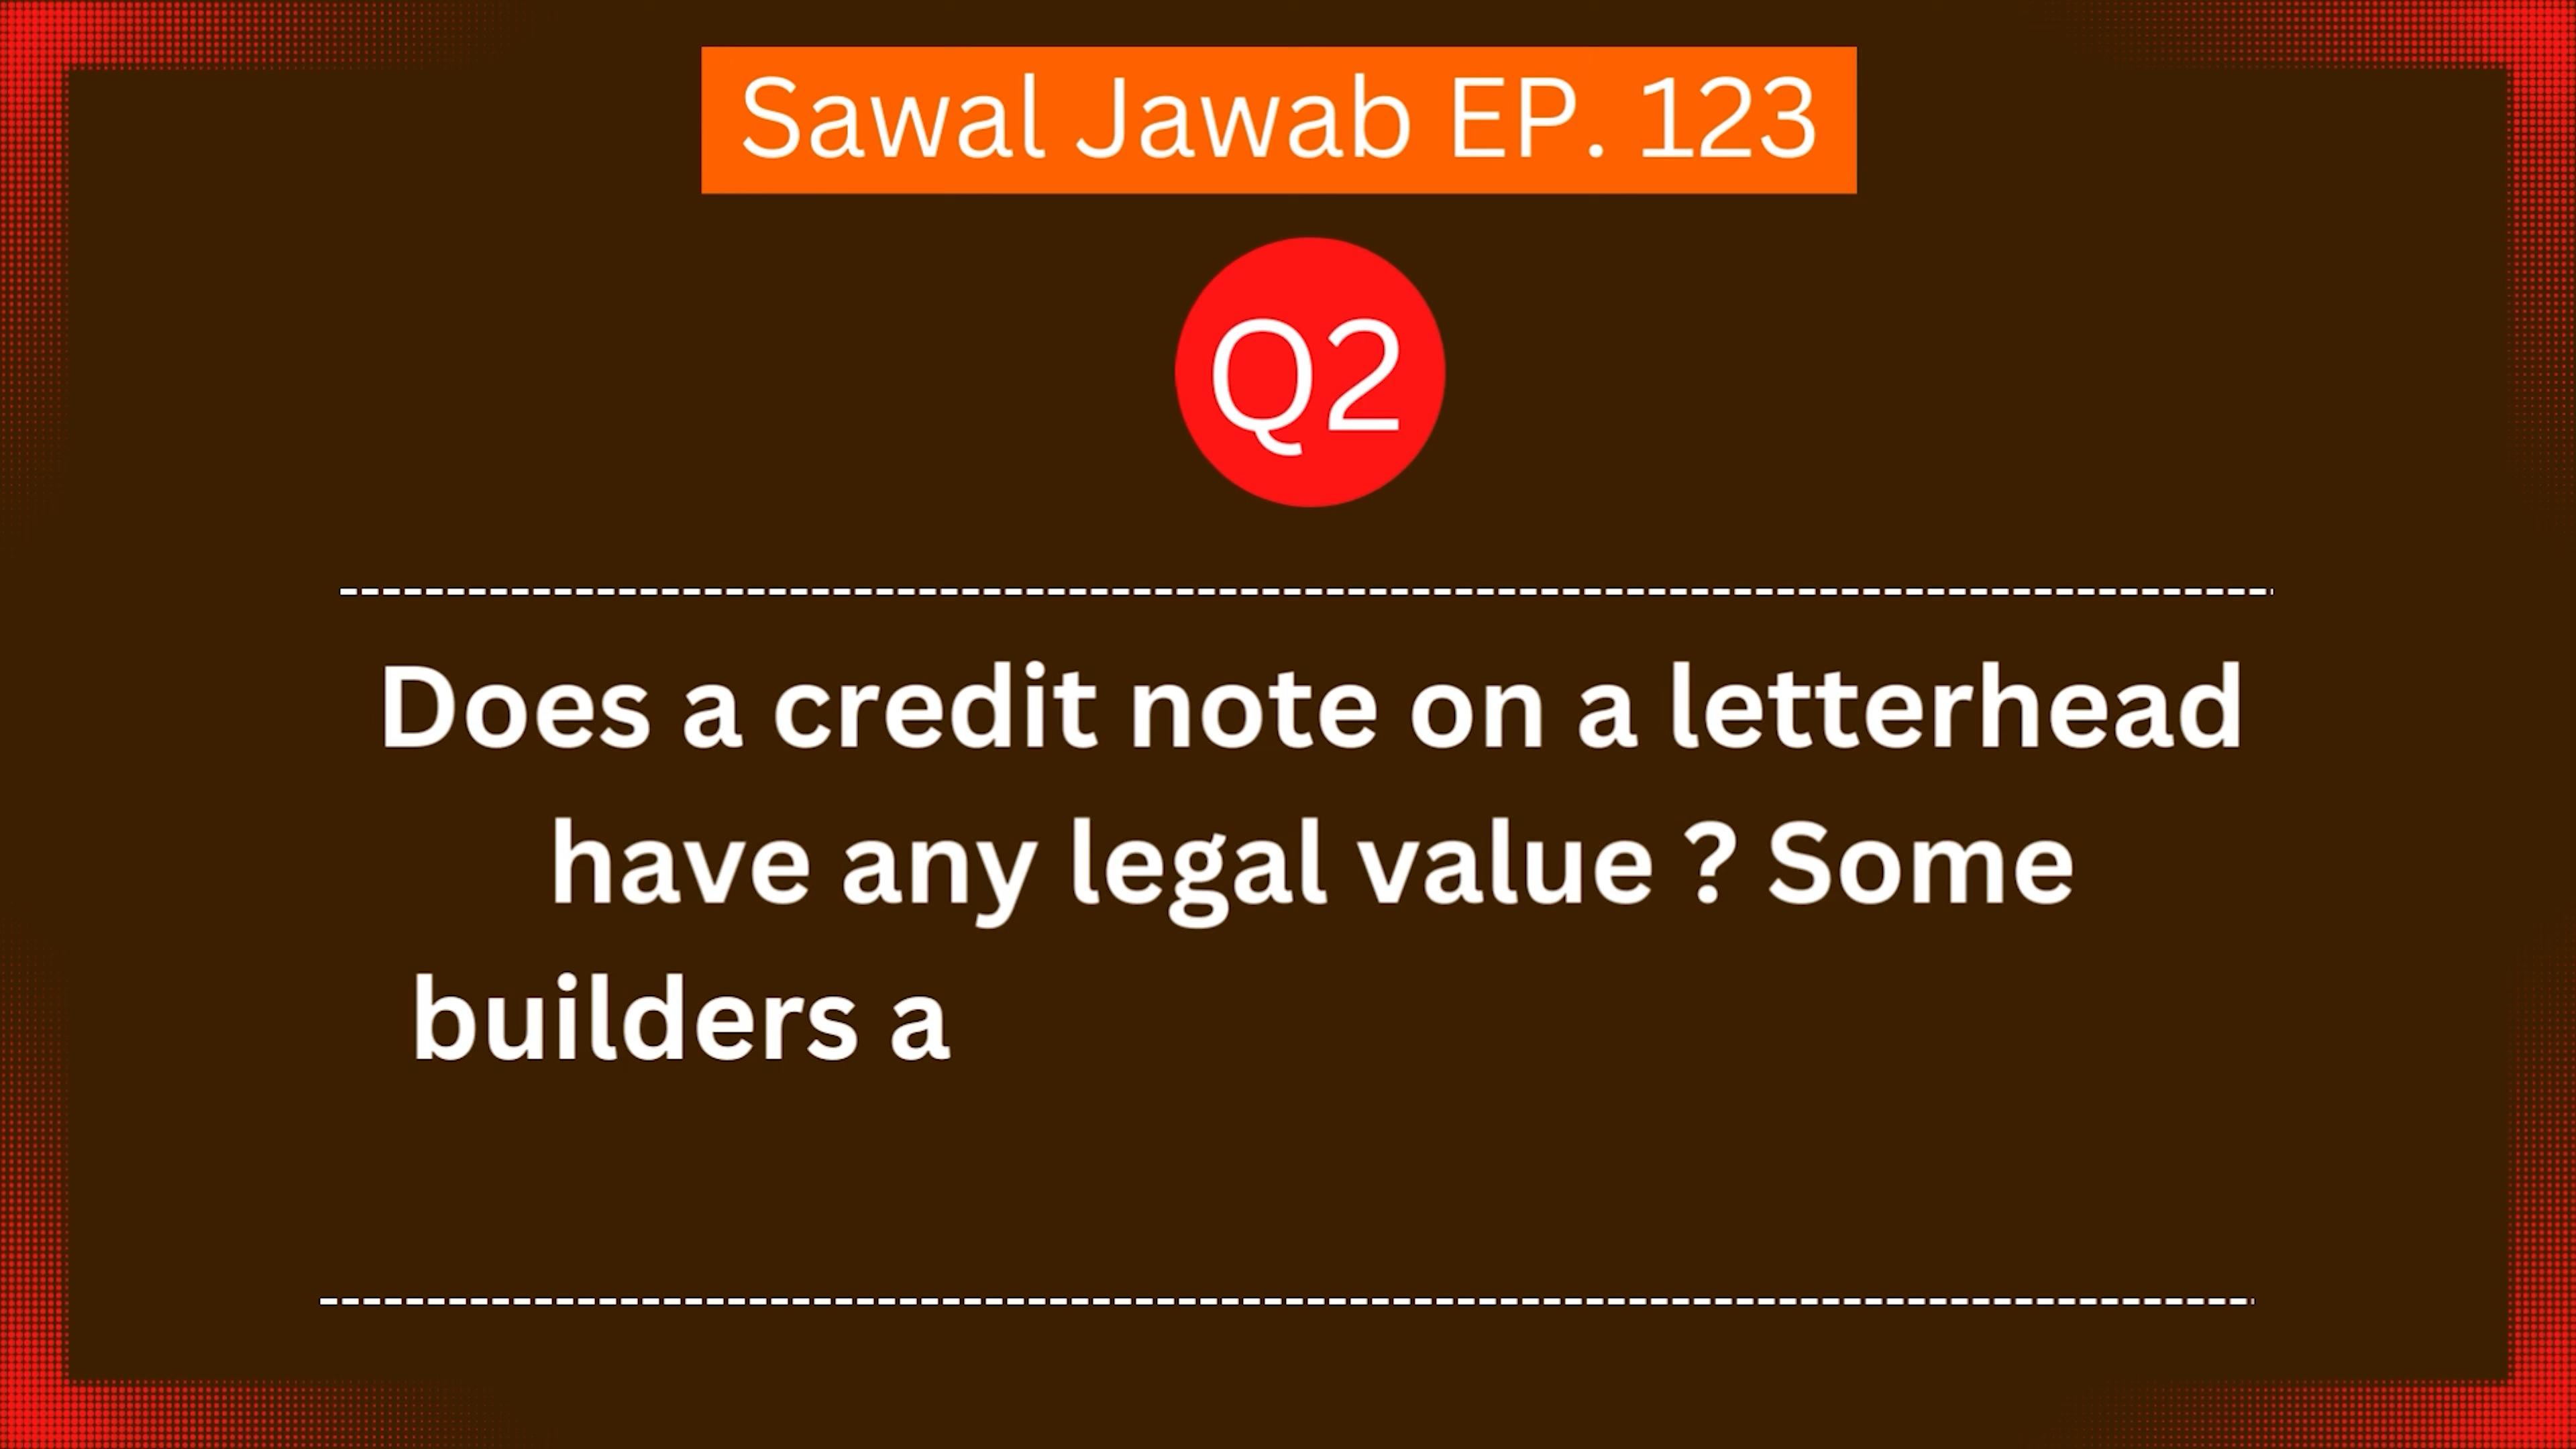 Sawal Jawab EP. 123
Q2
Does a credit note on a letterhead
have any legal value ? Some
builders a